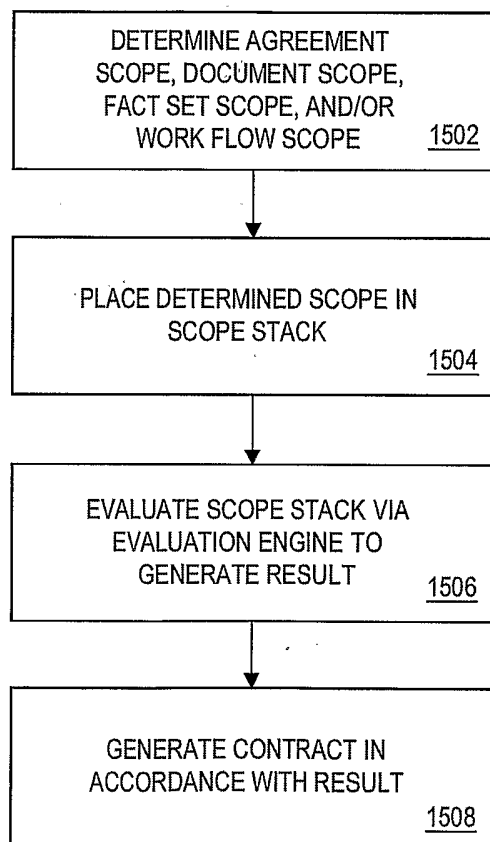 DETERMINE AGREEMENT
SCOPE, DOCUMENT SCOPE,
FACT SET SCOPE, AND/OR
WORK FLOW SCOPE
1502
PLACE DETERMINED SCOPE IN
SCOPE STACK
1504
EVALUATE SCOPE STACK VIA
EVALUATION ENGINE TO
GENERATE RESULT
1506
GENERATE CONTRACT IN
ACCORDANCE WITH RESULT
1508